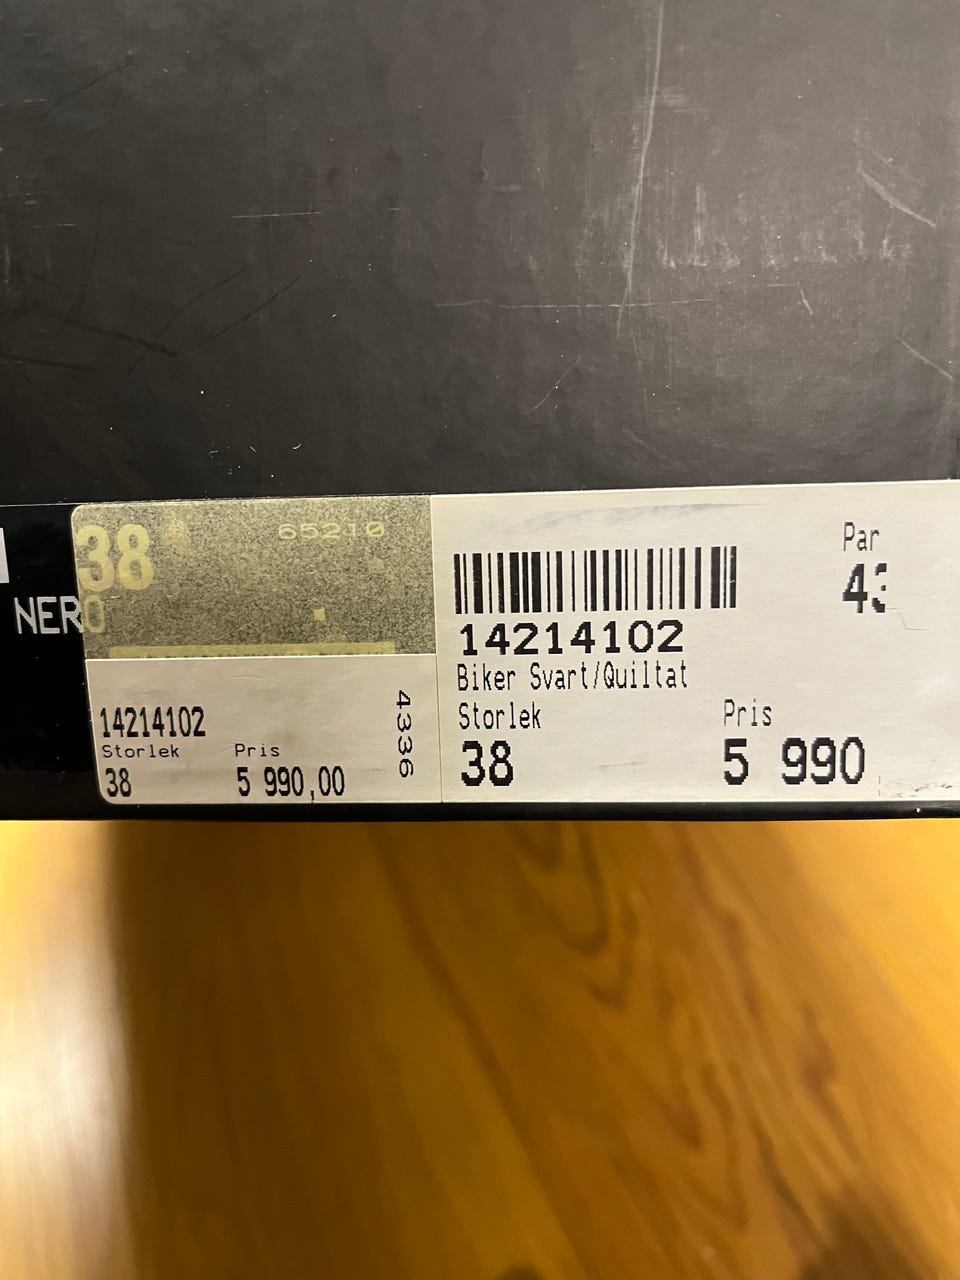 38
65210
NERO
14214102
Storlek Pris
38 5 990,00
4336
14214102
Biker Svart/Quiltat
Storlek Pris
38 5 990
Par